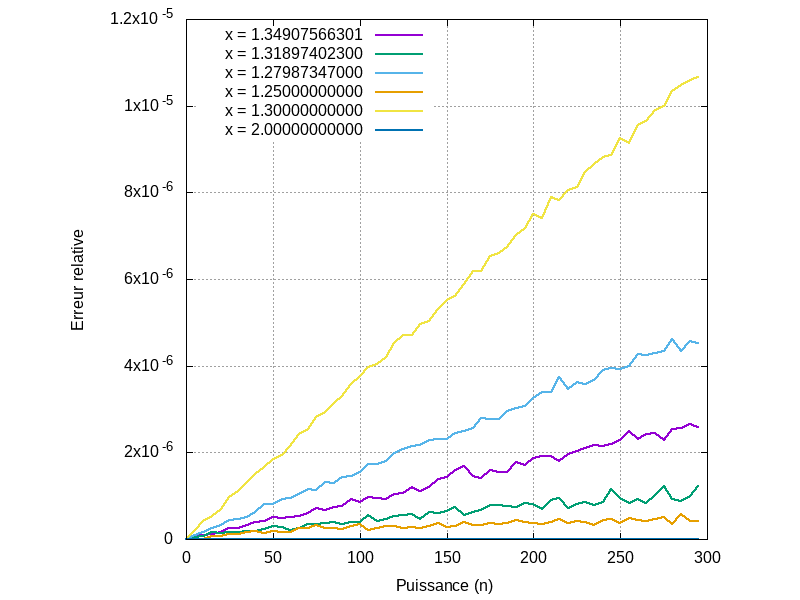 1.2x10 -5
1x10 -5
8x10 -6
6x10 -6
4x10 -6
2x10 -6
0
x = 1.34907566301
x = 1.31897402300
x = 1.27987347000
x = 1.25000000000
x = 1.30000000000
x = 2.00000000000
Erreur relative
0 50 100 150 200 250 300
Puissance (n)